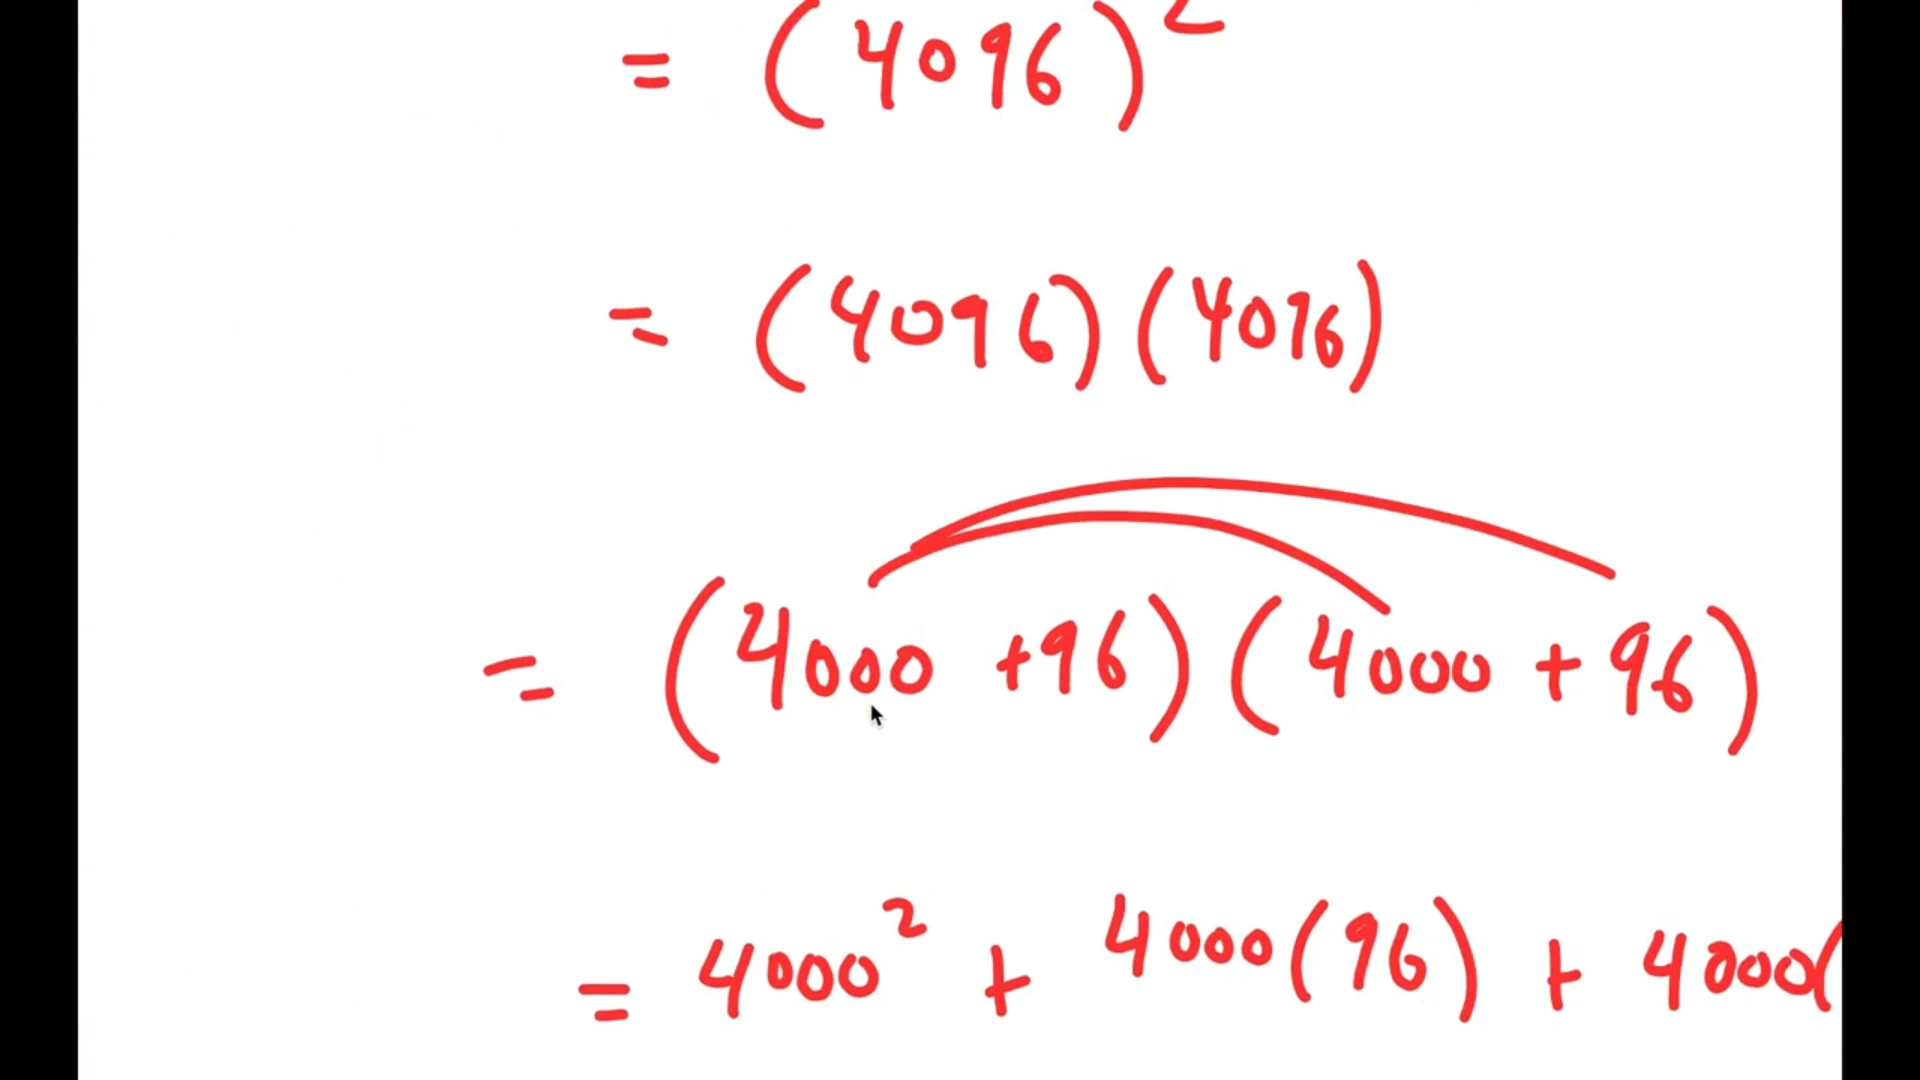 = (4096)²
= (4096)(4096)
= (4000 +96)(4000 + 96)
= 4000² + 4000(96) + 4000(